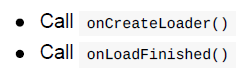 • Call onCreateLoader()
• Call onLoadFinished()